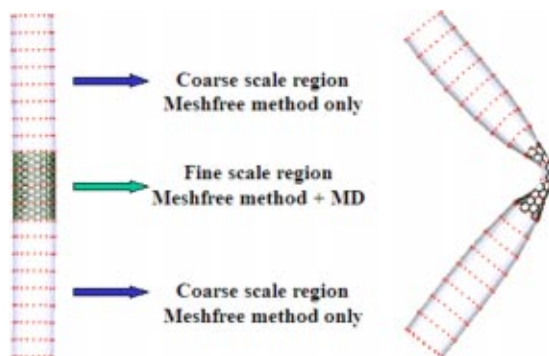 Coarse scale region
Meshfree method only
Fine scale region
Meshfree method + MD
Coarse scale region
Meshfree method only